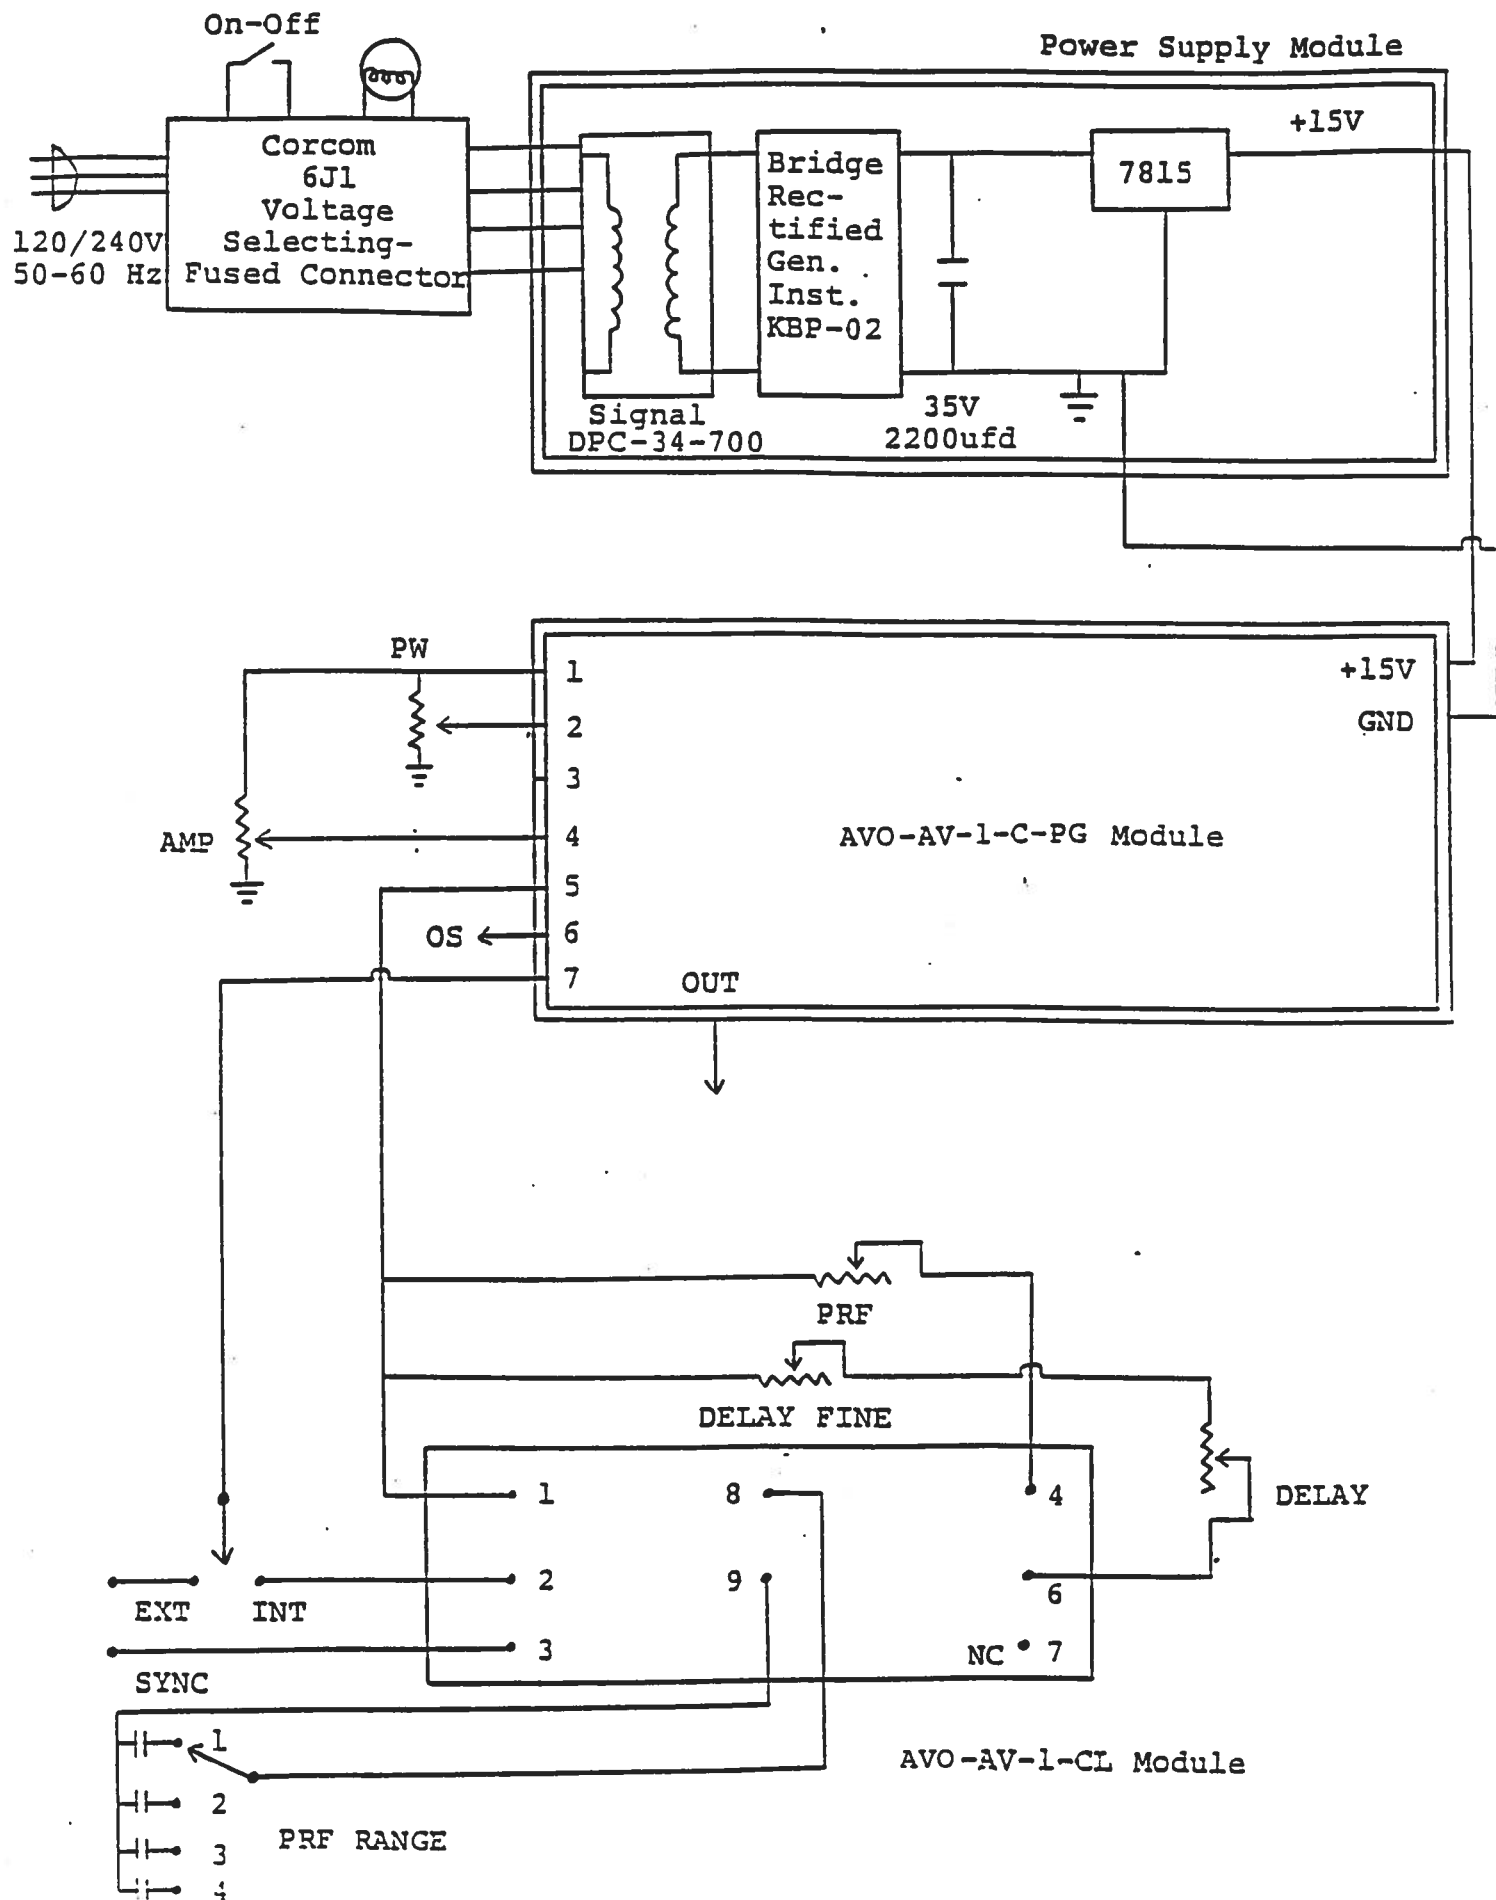 On-Off
Power Supply Module
Corcom
6J1
Voltage
Selecting-
Fused Connector
120/240V
50-60 Hz
Bridge
Rec-
tified
Gen.
Inst.
KBP-02
7815
+15V
Signal
DPC-34-700
35V
2200ufd
PW
AMP
1
2
3
4
5
6
7
OS
OUT
+15V
GND
AVO-AV-1-C-PG Module
PRF
DELAY FINE
DELAY
1
2
3
8
9
4
6
NC
7
EXT
INT
SYNC
AVO-AV-1-CL Module
1
2
3
4
PRF RANGE